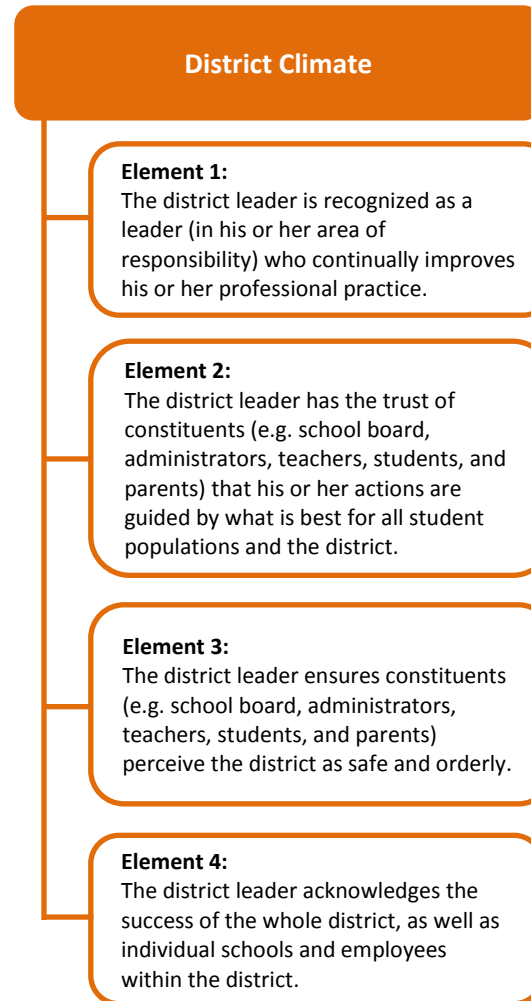 District Climate
Element 1:
The district leader is recognized as a
leader (in his or her area of
responsibility) who continually improves
his or her professional practice.
Element 2:
The district leader has the trust of
constituents (e.g. school board,
administrators, teachers, students, and
parents) that his or her actions are
guided by what is best for all student
populations and the district.
Element 3:
The district leader ensures constituents
(e.g. school board, administrators,
teachers, students, and parents)
perceive the district as safe and orderly.
Element 4:
The district leader acknowledges the
success of the whole district, as well as
individual schools and employees
within the district.